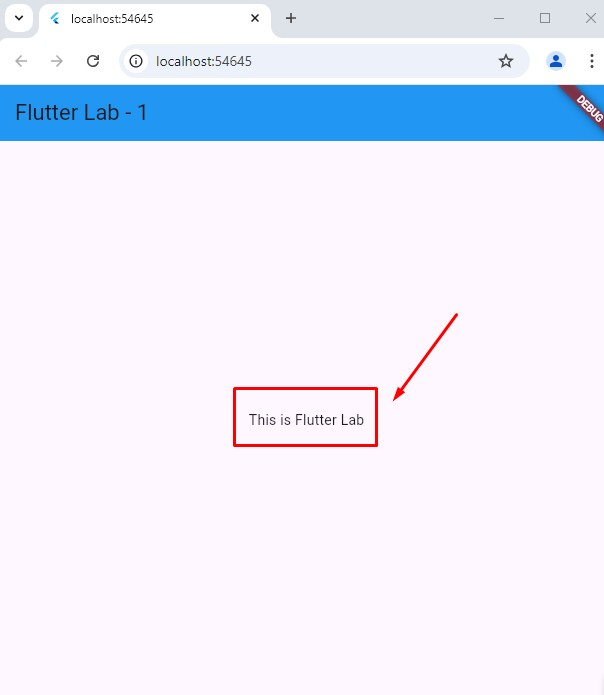 localhost:54645
localhost:54645
Flutter Lab - 1
DEBUG
This is Flutter Lab